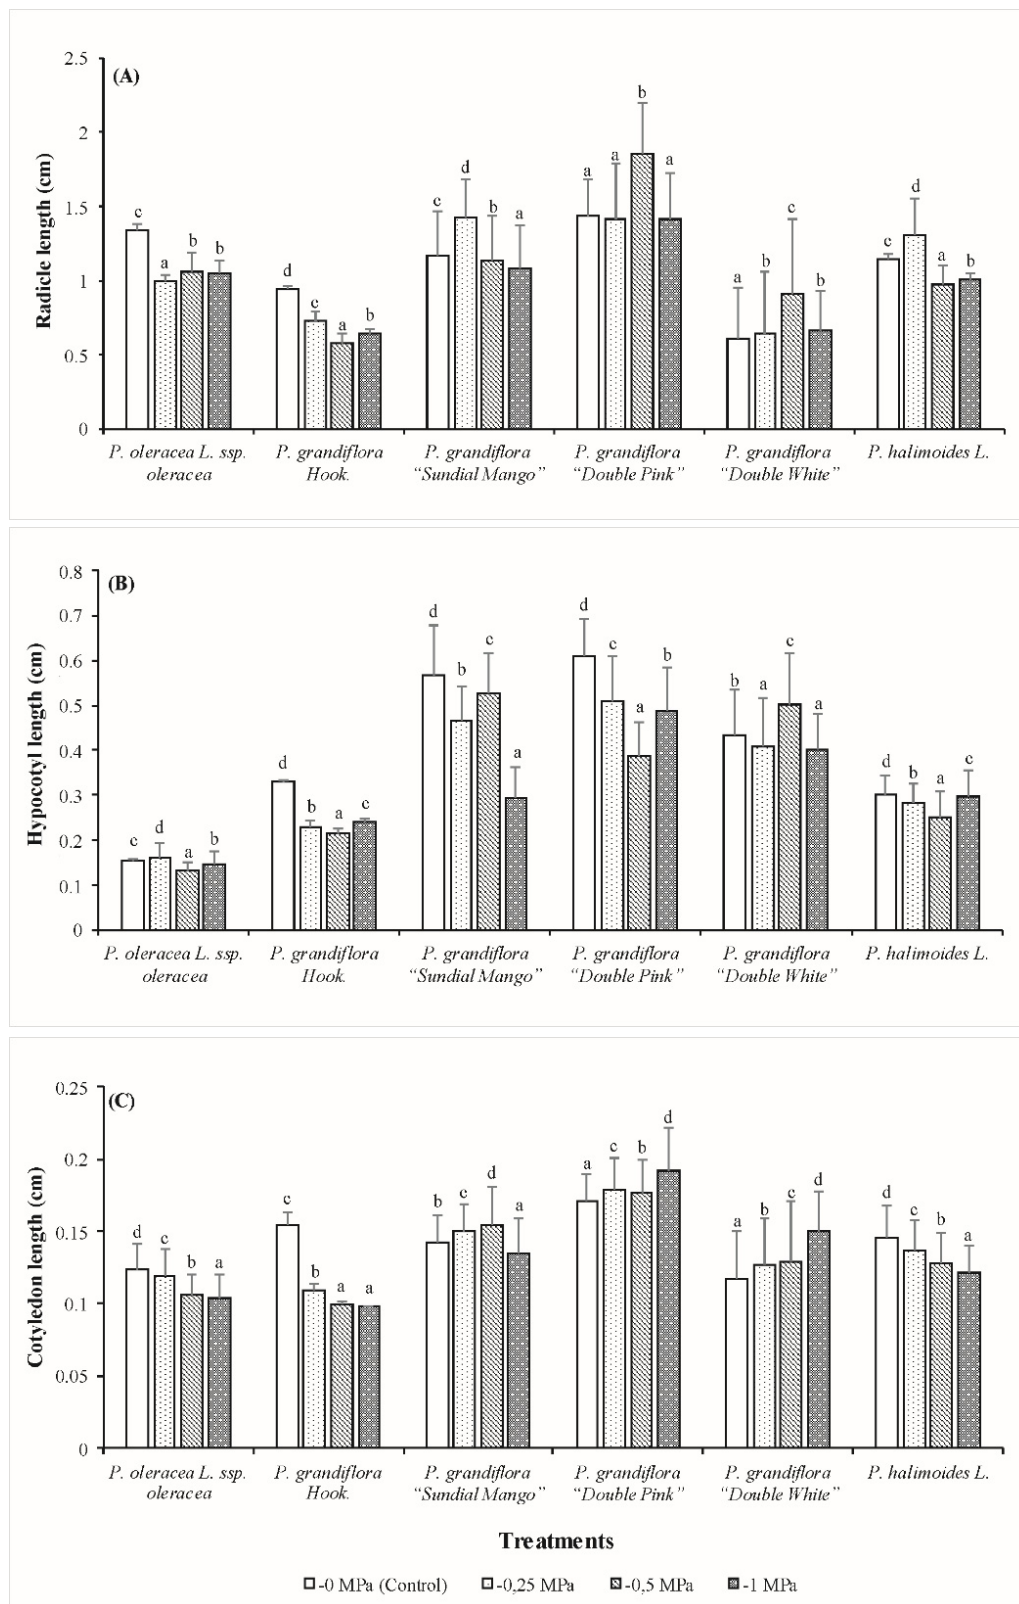 (A)
Radicle length (cm)
2.5
2
1.5
1
0.5
0
c a b b
d c a b
c d b a
a a b a
a b c b
c d a b
P. oleracea L. ssp. oleracea
P. grandiflora Hook.
P. grandiflora “Sundial Mango”
P. grandiflora “Double Pink”
P. grandiflora “Double White”
P. halimoides L.
(B)
Hypocotyl length (cm)
0.8
0.7
0.6
0.5
0.4
0.3
0.2
0.1
0
c d a b
d b a c
d b c a
d c a b
b a c a
d b a c
P. oleracea L. ssp. oleracea
P. grandiflora Hook.
P. grandiflora “Sundial Mango”
P. grandiflora “Double Pink”
P. grandiflora “Double White”
P. halimoides L.
(C)
Cotyledon length (cm)
0.25
0.2
0.15
0.1
0.05
0
d c b a
c b a a
b c d a
a c b d
a b c d
d c b a
P. oleracea L. ssp. oleracea
P. grandiflora Hook.
P. grandiflora “Sundial Mango”
P. grandiflora “Double Pink”
P. grandiflora “Double White”
P. halimoides L.
Treatments
-0 MPa (Control) -0,25 MPa -0,5 MPa -1 MPa